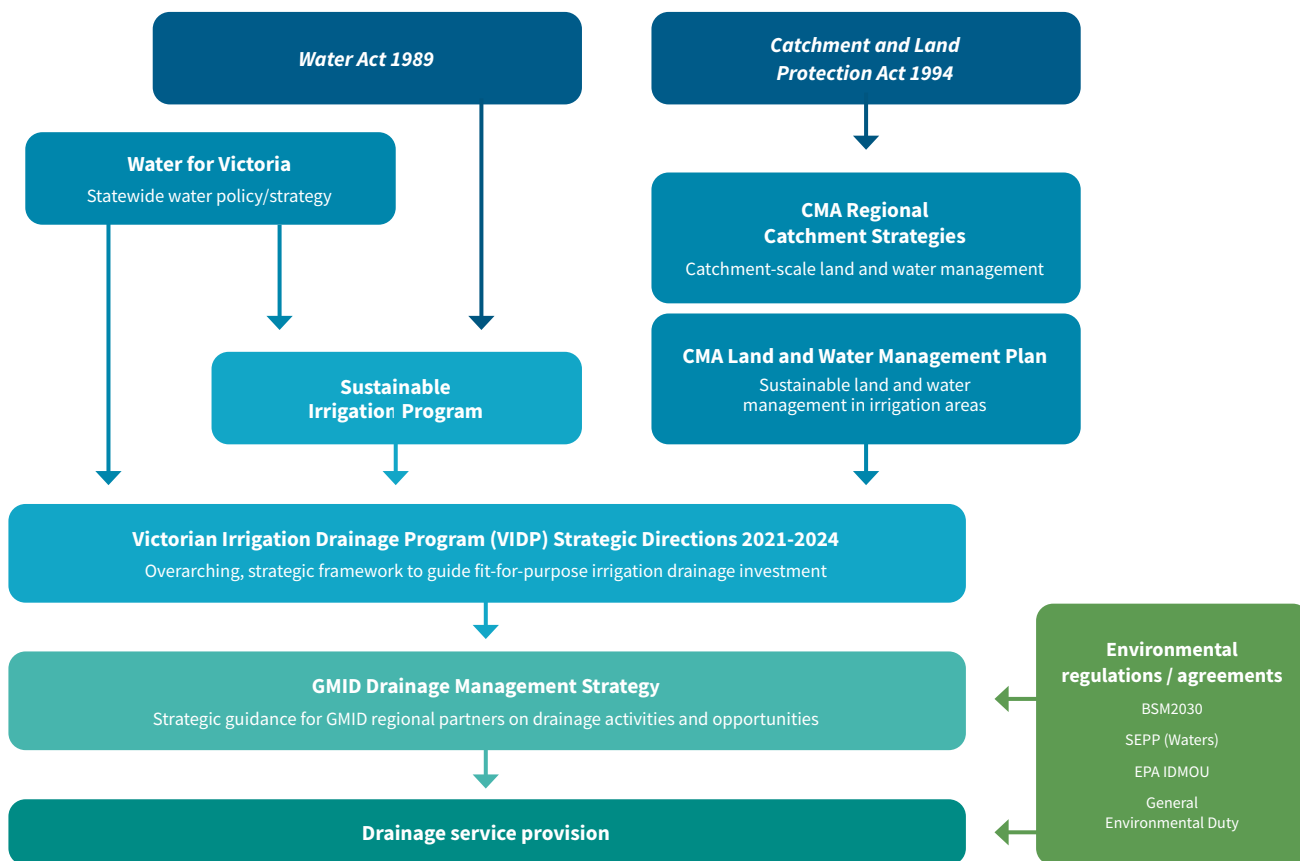 Water Act 1989
Catchment and Land
Protection Act 1994
Water for Victoria
Statewide water policy/strategy
CMA Regional
Catchment Strategies
Catchment-scale land and water management
CMA Land and Water Management Plan
Sustainable land and water
management in irrigation areas
Sustainable
Irrigation Program
Victorian Irrigation Drainage Program (VIDP) Strategic Directions 2021-2024
Overarching, strategic framework to guide fit-for-purpose irrigation drainage investment
GMID Drainage Management Strategy
Strategic guidance for GMID regional partners on drainage activities and opportunities
Environmental
regulations / agreements
BSM2030
SEPP (Waters)
EPA IDMOU
General
Environmental Duty
Drainage service provision